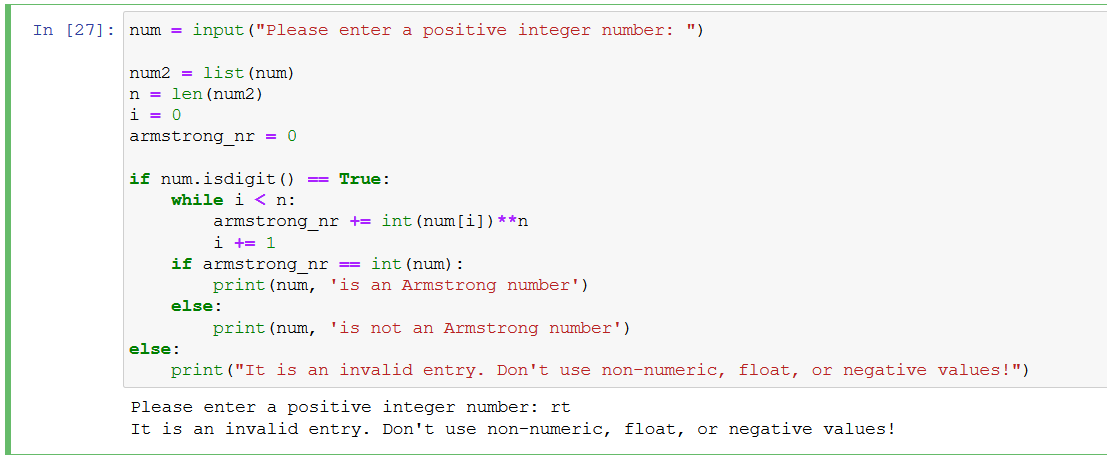 In [27]: num = input("Please enter a positive integer number: ")
num2 = list(num)
n = len(num2)
i = 0
armstrong_nr = 0
if num.isdigit() == True:
    while i < n:
        armstrong_nr += int(num[i])**n
        i += 1
    if armstrong_nr == int(num):
        print(num, 'is an Armstrong number')
    else:
        print(num, 'is not an Armstrong number')
else:
    print("It is an invalid entry. Don't use non-numeric, float, or negative values!")
Please enter a positive integer number: rt
It is an invalid entry. Don't use non-numeric, float, or negative values!